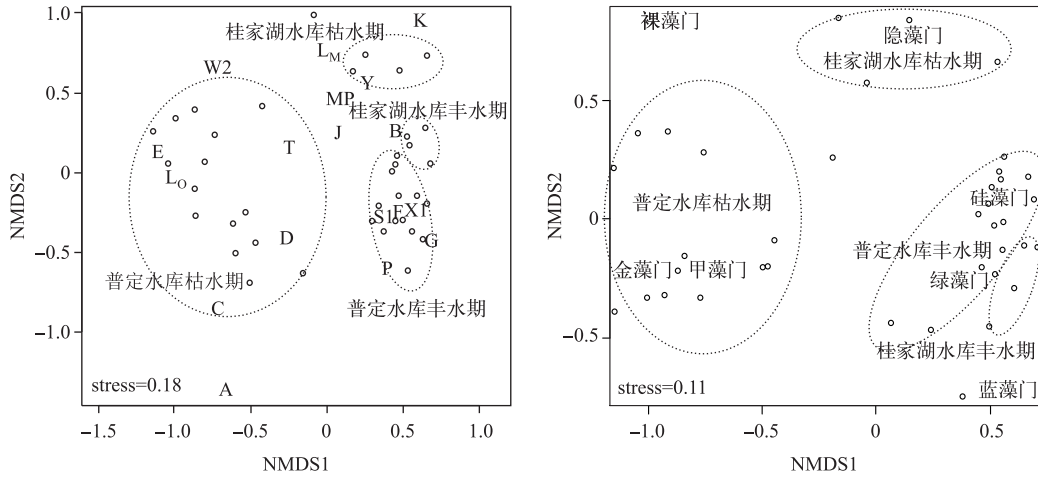 1.0
0.5
0
−0.5
−1.0
NMDS2
桂家湖水库枯水期
K
L_M
W2
Y
MP
桂家湖水库丰水期
J
B
T
E
L_O
S1
F
X1
D
G
P
普定水库枯水期
普定水库丰水期
C
A
stress=0.18
−1.5
−1.0
−0.5
0
0.5
1.0
NMDS1
0.5
0
−0.5
NMDS2
裸藻门
隐藻门
桂家湖水库枯水期
普定水库枯水期
硅藻门
普定水库丰水期
金藻门
甲藻门
绿藻门
桂家湖水库丰水期
stress=0.11
蓝藻门
−1.0
−0.5
0
0.5
NMDS1